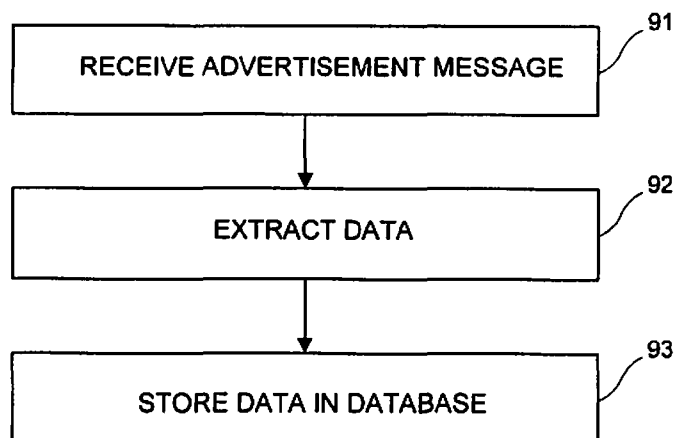 91
RECEIVE ADVERTISEMENT MESSAGE
92
EXTRACT DATA
93
STORE DATA IN DATABASE